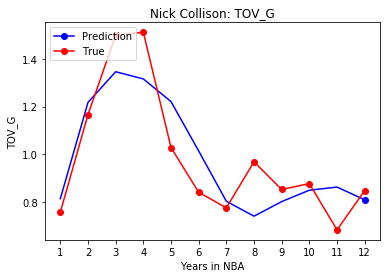 Nick Collison: TOV_G
Prediction
True
1.4
1.2
1.0
0.8
TOV_G
1 2 3 4 5 6 7 8 9 10 11 12
Years in NBA